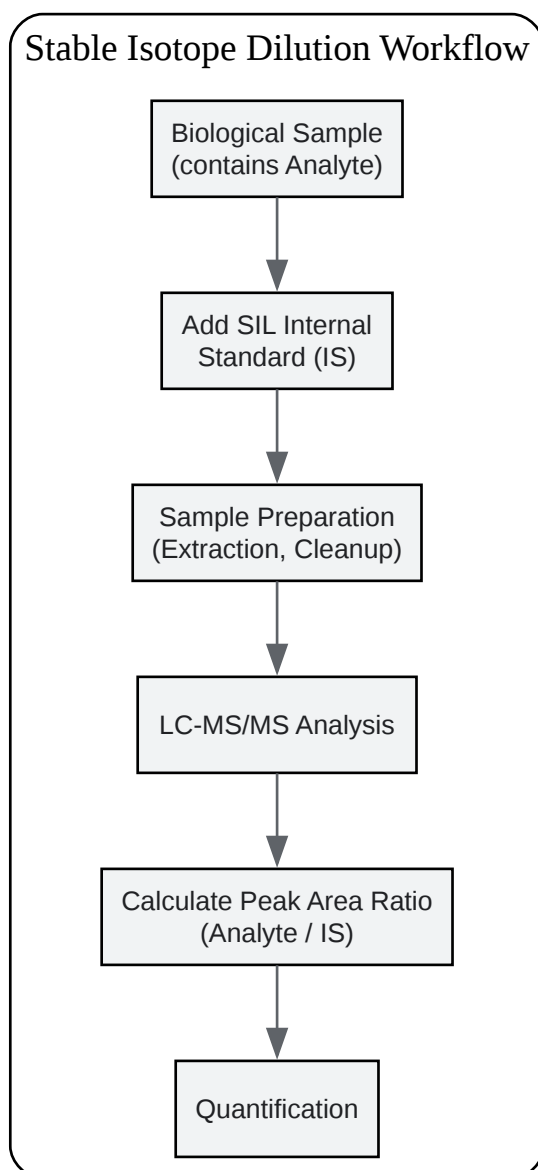 Stable Isotope Dilution Workflow
Biological Sample
(contains Analyte)
Add SIL Internal
Standard (IS)
Sample Preparation
(Extraction, Cleanup)
LC-MS/MS Analysis
Calculate Peak Area Ratio
(Analyte / IS)
Quantification